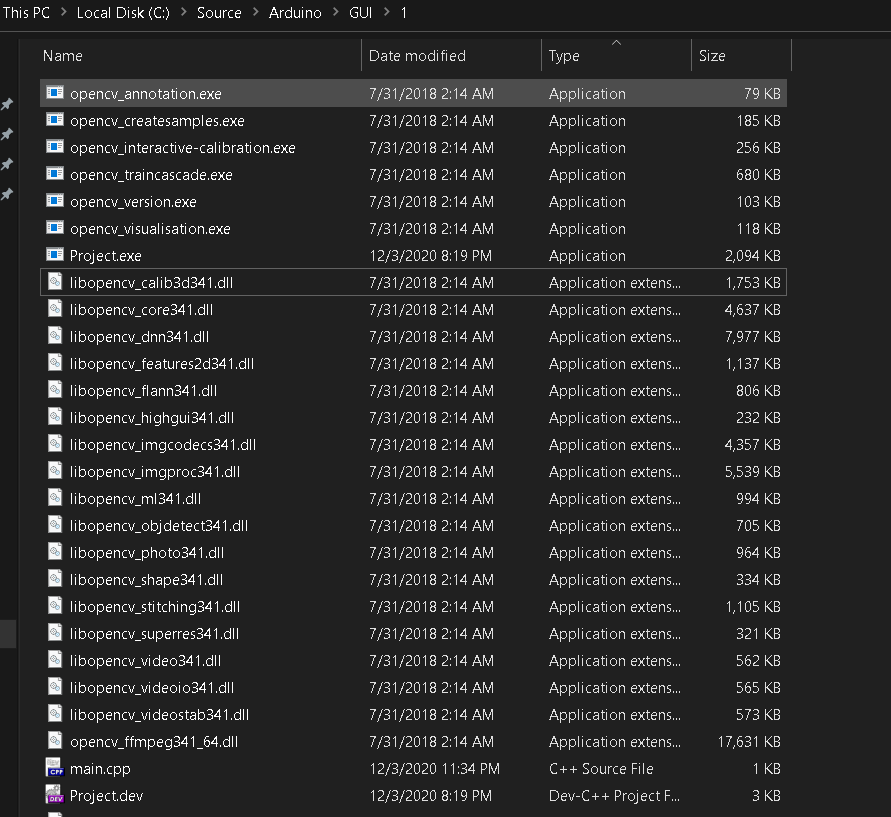 This PC > Local Disk (C:) > Source > Arduino > GUI > 1
Name Date modified Type Size
opencv_annotation.exe 7/31/2018 2:14 AM Application 79 KB
opencv_createsamples.exe 7/31/2018 2:14 AM Application 185 KB
opencv_interactive-calibration.exe 7/31/2018 2:14 AM Application 256 KB
opencv_traincascade.exe 7/31/2018 2:14 AM Application 680 KB
opencv_version.exe 7/31/2018 2:14 AM Application 103 KB
opencv_visualisation.exe 7/31/2018 2:14 AM Application 118 KB
Project.exe 12/3/2020 8:19 PM Application 2,094 KB
libopencv_calib3d341.dll 7/31/2018 2:14 AM Application extens... 1,753 KB
libopencv_core341.dll 7/31/2018 2:14 AM Application extens... 4,637 KB
libopencv_dnn341.dll 7/31/2018 2:14 AM Application extens... 7,977 KB
libopencv_features2d341.dll 7/31/2018 2:14 AM Application extens... 1,137 KB
libopencv_flann341.dll 7/31/2018 2:14 AM Application extens... 806 KB
libopencv_highgui341.dll 7/31/2018 2:14 AM Application extens... 232 KB
libopencv_imgcodecs341.dll 7/31/2018 2:14 AM Application extens... 4,357 KB
libopencv_imgproc341.dll 7/31/2018 2:14 AM Application extens... 5,539 KB
libopencv_ml341.dll 7/31/2018 2:14 AM Application extens... 994 KB
libopencv_objdetect341.dll 7/31/2018 2:14 AM Application extens... 705 KB
libopencv_photo341.dll 7/31/2018 2:14 AM Application extens... 964 KB
libopencv_shape341.dll 7/31/2018 2:14 AM Application extens... 334 KB
libopencv_stitching341.dll 7/31/2018 2:14 AM Application extens... 1,105 KB
libopencv_superres341.dll 7/31/2018 2:14 AM Application extens... 321 KB
libopencv_video341.dll 7/31/2018 2:14 AM Application extens... 562 KB
libopencv_videoio341.dll 7/31/2018 2:14 AM Application extens... 565 KB
libopencv_videostab341.dll 7/31/2018 2:14 AM Application extens... 573 KB
opencv_ffmpeg341_64.dll 7/31/2018 2:14 AM Application extens... 17,631 KB
CPP main.cpp 12/3/2020 11:34 PM C++ Source File 1 KB
DEV Project.dev 12/3/2020 8:19 PM Dev-C++ Project F... 3 KB